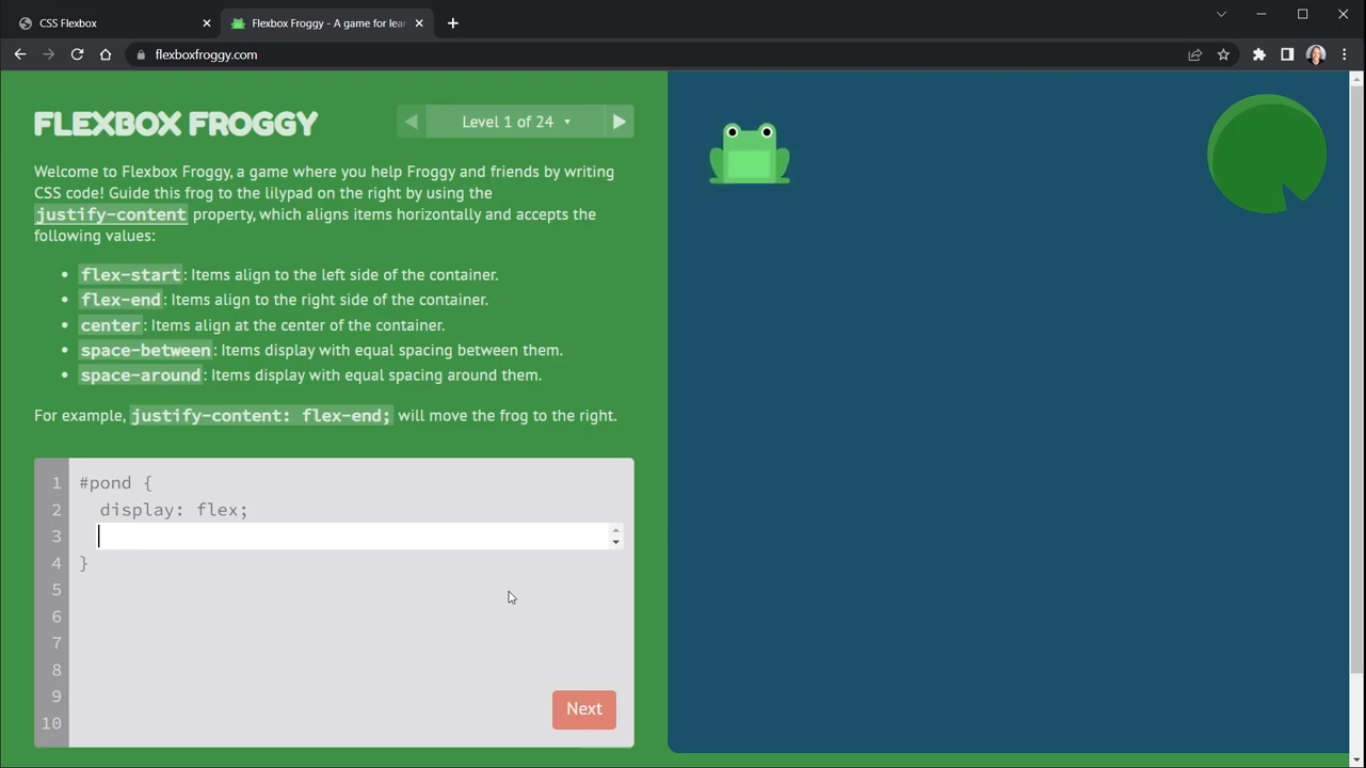 CSS Flexbox
Flexbox Froggy - A game for lear
flexboxfroggy.com
FLEXBOX FROGGY
Level 1 of 24
Welcome to Flexbox Froggy, a game where you help Froggy and friends by writing
CSS code! Guide this frog to the lilypad on the right by using the
justify-content property, which aligns items horizontally and accepts the
following values:
• flex-start: Items align to the left side of the container.
• flex-end: Items align to the right side of the container.
• center: Items align at the center of the container.
• space-between: Items display with equal spacing between them.
• space-around: Items display with equal spacing around them.
For example, justify-content: flex-end; will move the frog to the right.
1 #pond {
2 display: flex;
3
4 }
5
6
7
8
9
10
Next